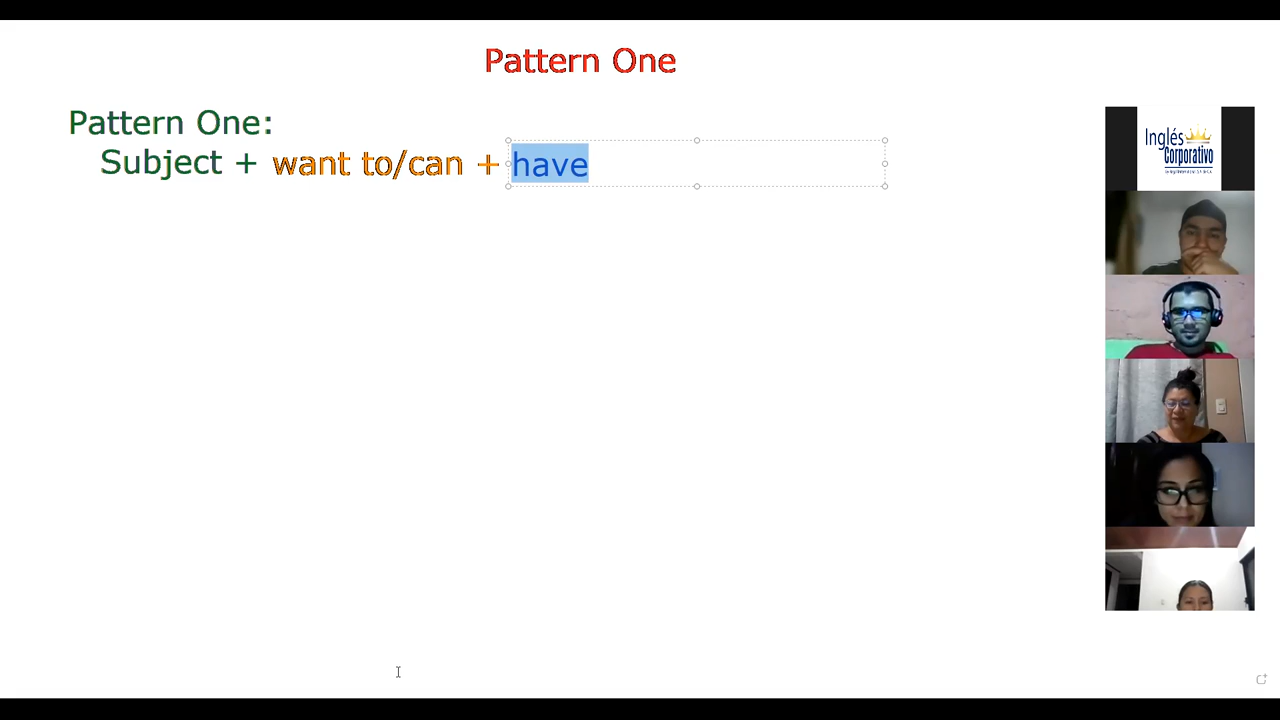 Pattern One
Pattern One:
Subject + want to/can + have
Inglés
Corporativo